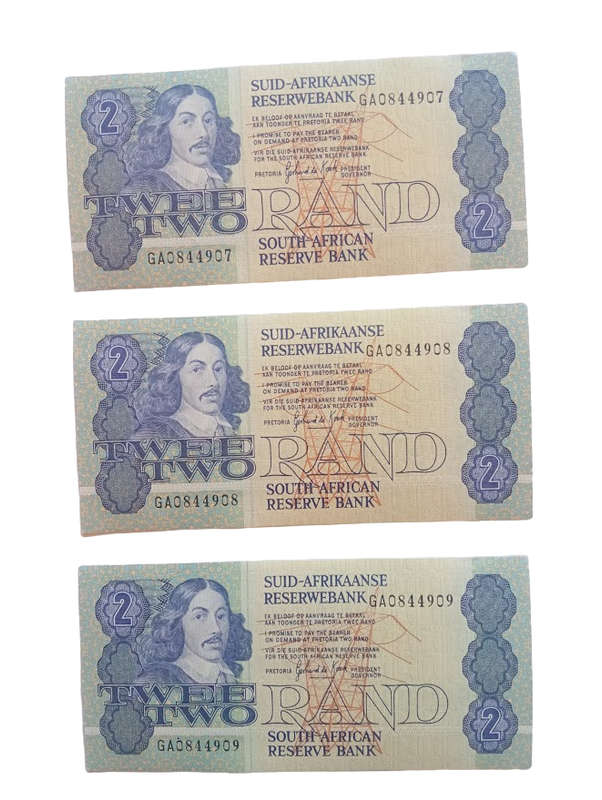 2
SUID-AFRIKAANSE
RESERWEBANK GA0844907
EK BELOOF OP AANVRAAG TE BETAAL
AAN TOONDER TE PRETORIA TWEE RAND
I PROMISE TO PAY THE BEARER
ON DEMAND AT PRETORIA TWO RAND
VIR DIE SUID-AFRIKAANSE RESERWEBANK
FOR THE SOUTH AFRICAN RESERVE BANK
PRETORIA PRESIDENT
GOVERNOR
TWEE
TWO RAND
2
SOUTH AFRICAN
RESERVE BANK
GA0844907
2
SUID-AFRIKAANSE
RESERWEBANK GA0844908
EK BELOOF OP AANVRAAG TE BETAAL
AAN TOONDER TE PRETORIA TWEE RAND
I PROMISE TO PAY THE BEARER
ON DEMAND AT PRETORIA TWO RAND
VIR DIE SUID-AFRIKAANSE RESERWEBANK
FOR THE SOUTH AFRICAN RESERVE BANK
PRETORIA PRESIDENT
GOVERNOR
TWEE
TWO RAND
2
SOUTH AFRICAN
RESERVE BANK
GA0844908
2
SUID-AFRIKAANSE
RESERWEBANK GA0844909
EK BELOOF OP AANVRAAG TE BETAAL
AAN TOONDER TE PRETORIA TWEE RAND
I PROMISE TO PAY THE BEARER
ON DEMAND AT PRETORIA TWO RAND
VIR DIE SUID-AFRIKAANSE RESERWEBANK
FOR THE SOUTH AFRICAN RESERVE BANK
PRETORIA PRESIDENT
GOVERNOR
TWEE
TWO RAND
2
SOUTH AFRICAN
RESERVE BANK
GA0844909